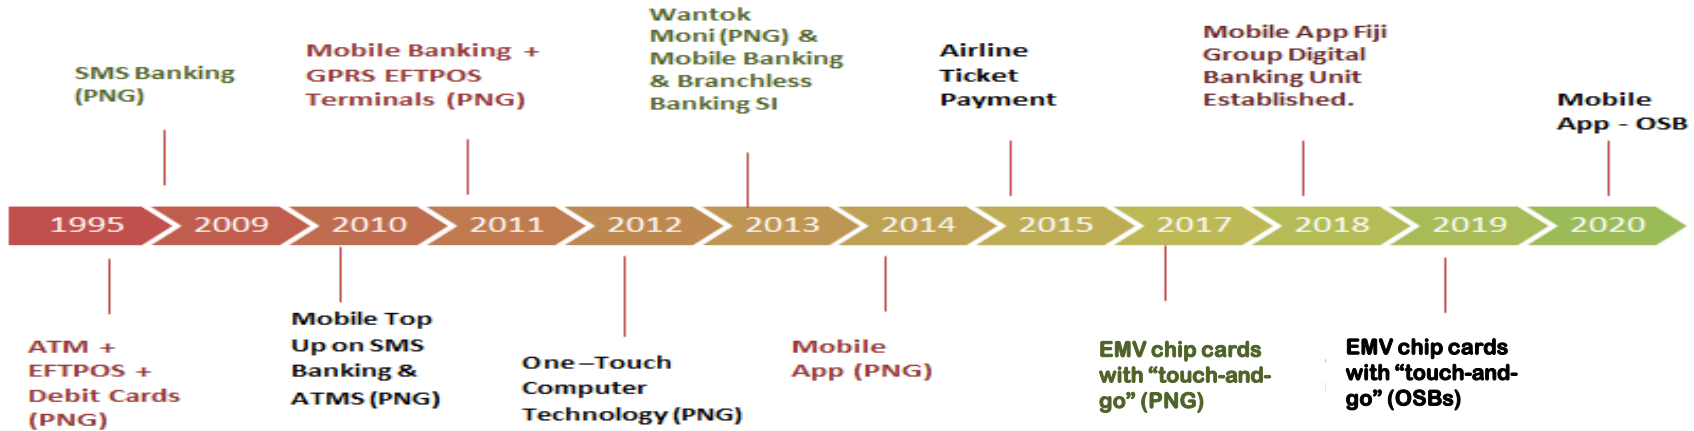 SMS Banking
(PNG)
Mobile Banking +
GPRS EFTPOS
Terminals (PNG)
Wantok
Moni (PNG) &
Mobile Banking
& Branchless
Banking SI
Airline
Ticket
Payment
Mobile App Fiji
Group Digital
Banking Unit
Established.
Mobile
App - OSB
1995 2009 2010 2011 2012 2013 2014 2015 2017 2018 2019 2020
ATM +
EFTPOS +
Debit Cards
(PNG)
Mobile Top
Up on SMS
Banking &
ATMS (PNG)
One –Touch
Computer
Technology (PNG)
Mobile
App (PNG)
EMV chip cards
with “touch-and-
go” (PNG)
EMV chip cards
with “touch-and-
go” (OSBs)